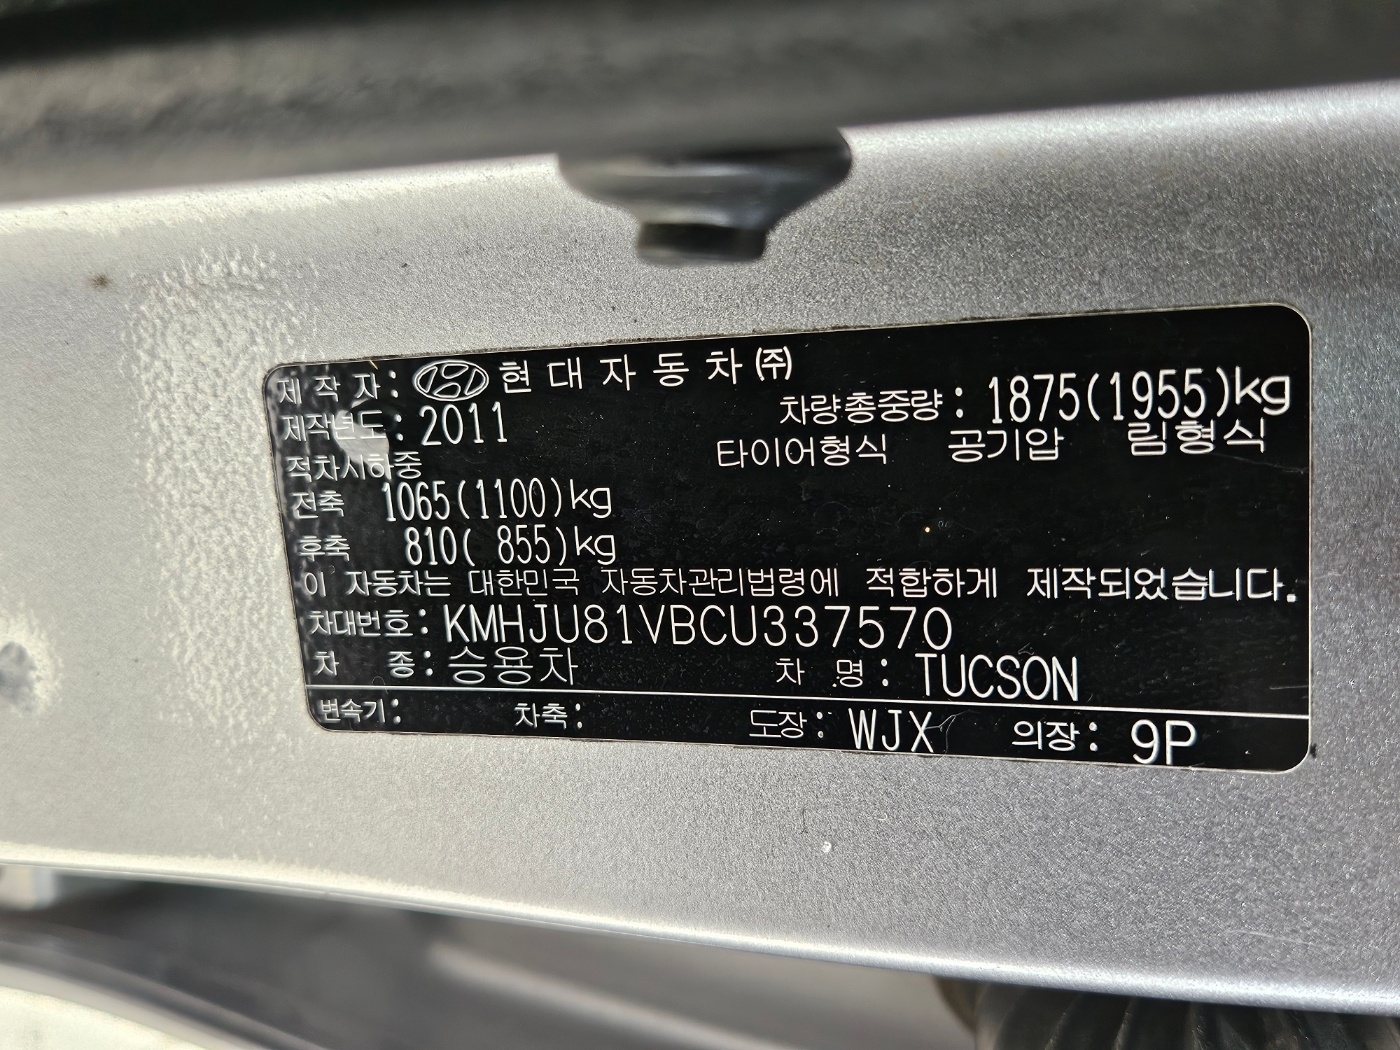 제작자: 현대자동차㈜
제작년도: 2011
차량총중량: 1875(1955)kg
적차시하중
타이어형식 공기압 림형식
전축 1065(1100)kg
후축 810( 855)kg
이 자동차는 대한민국 자동차관리법령에 적합하게 제작되었습니다.
차대번호: KMHJU81VBCU337570
차 종: 승용차 차 명: TUCSON
변속기: 차축: 도장: WJX 의장: 9P